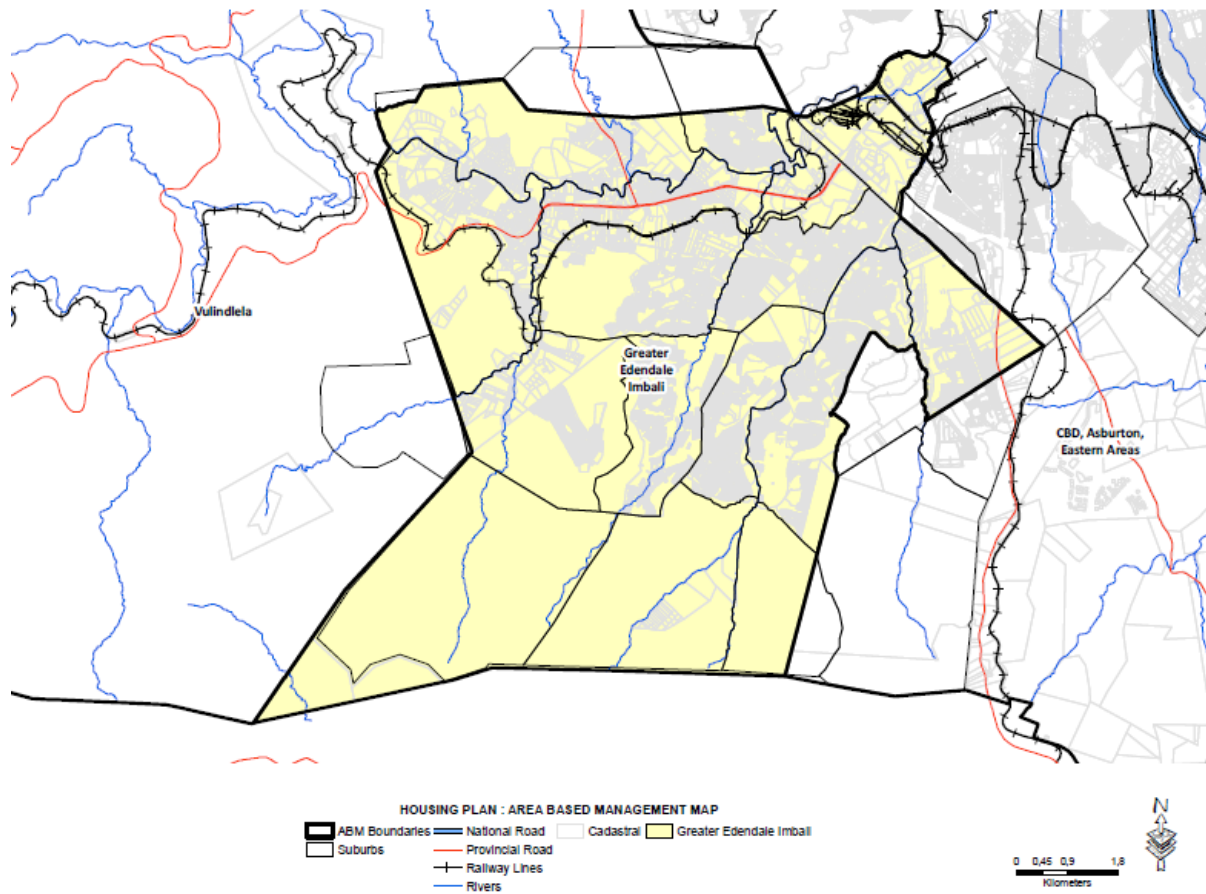 Vulindlela
Greater
Edendale
Imbali
CBD, Asburton,
Eastern Areas
HOUSING PLAN : AREA BASED MANAGEMENT MAP
ABM Boundaries
National Road
Cadastral
Greater Edendale Imbali
Suburbs
Provincial Road
Railway Lines
Rivers
N
0 0,45 0,9 1,8
Kilometers